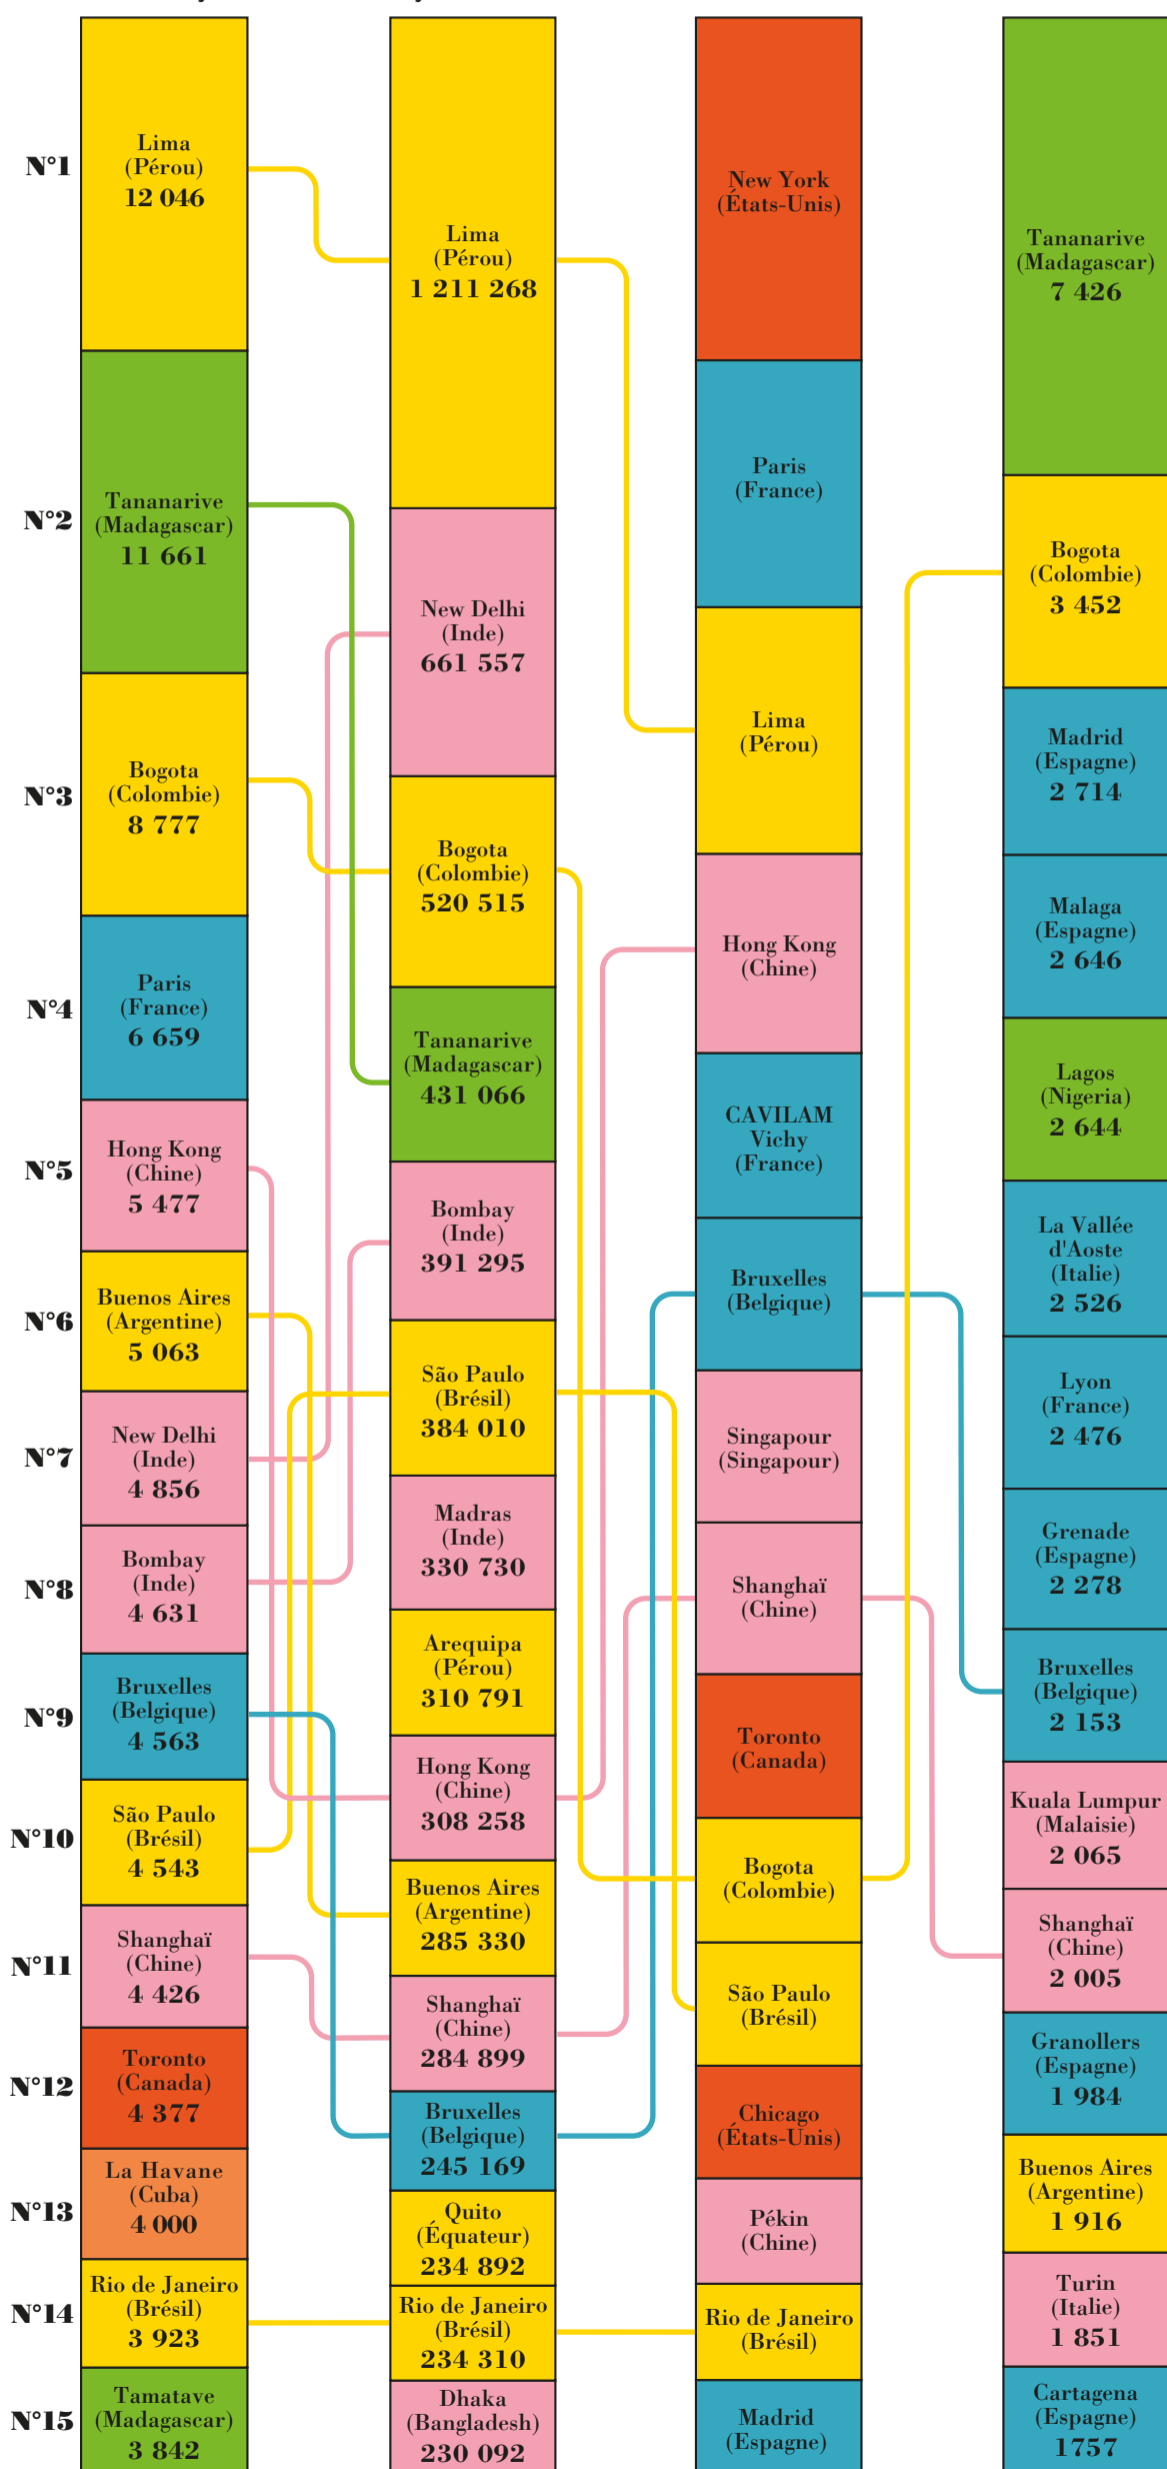 N°1
N°2
N°3
N°4
N°5
N°6
N°7
N°8
N°9
N°10
N°11
N°12
N°13
N°14
N°15
Lima
(Pérou)
12 046
Tananarive
(Madagascar)
11 661
Bogota
(Colombie)
8 777
Paris
(France)
6 659
Hong Kong
(Chine)
5 477
Buenos Aires
(Argentine)
5 063
New Delhi
(Inde)
4 856
Bombay
(Inde)
4 631
Bruxelles
(Belgique)
4 563
São Paulo
(Brésil)
4 543
Shanghaï
(Chine)
4 426
Toronto
(Canada)
4 377
La Havane
(Cuba)
4 000
Rio de Janeiro
(Brésil)
3 923
Tamatave
(Madagascar)
3 842
Lima
(Pérou)
1 211 268
New Delhi
(Inde)
661 557
Bogota
(Colombie)
520 515
Tananarive
(Madagascar)
431 066
Bombay
(Inde)
391 295
São Paulo
(Brésil)
384 010
Madras
(Inde)
330 730
Arequipa
(Pérou)
310 791
Hong Kong
(Chine)
308 258
Buenos Aires
(Argentine)
285 330
Shanghaï
(Chine)
284 899
Bruxelles
(Belgique)
245 169
Quito
(Équateur)
234 892
Rio de Janeiro
(Brésil)
234 310
Dhaka
(Bangladesh)
230 092
New York
(États-Unis)
Paris
(France)
Lima
(Pérou)
Hong Kong
(Chine)
CAVILAM
Vichy
(France)
Bruxelles
(Belgique)
Singapour
(Singapour)
Shanghaï
(Chine)
Toronto
(Canada)
Bogota
(Colombie)
São Paulo
(Brésil)
Chicago
(États-Unis)
Pékin
(Chine)
Rio de Janeiro
(Brésil)
Madrid
(Espagne)
Tananarive
(Madagascar)
7 426
Bogota
(Colombie)
3 452
Madrid
(Espagne)
2 714
Malaga
(Espagne)
2 646
Lagos
(Nigeria)
2 644
La Vallée
d'Aoste
(Italie)
2 526
Lyon
(France)
2 476
Grenade
(Espagne)
2 278
Bruxelles
(Belgique)
2 153
Kuala Lumpur
(Malaisie)
2 065
Shanghaï
(Chine)
2 005
Granollers
(Espagne)
1 984
Buenos Aires
(Argentine)
1 916
Turin
(Italie)
1 851
Cartagena
(Espagne)
1757